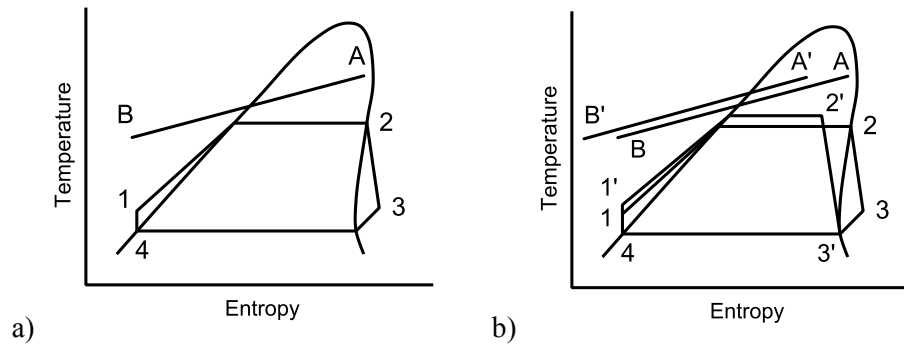 A
B
2
1
3
4
Temperature
Entropy
a)
A'
A
B'
2'
B
2
1'
1
3
4
3'
Temperature
Entropy
b)